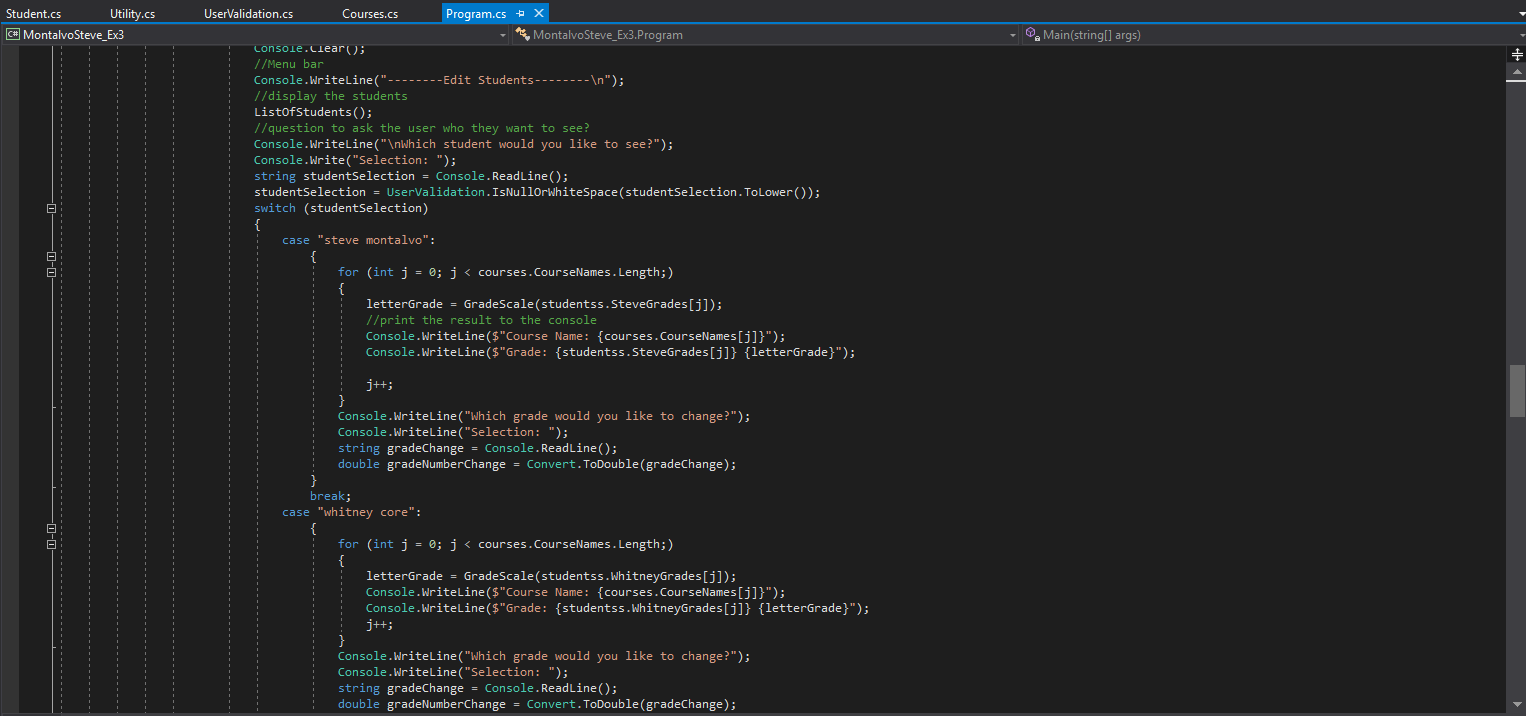 Student.cs Utility.cs UserValidation.cs Courses.cs Program.cs
C# MontalvoSteve_Ex3 MontalvoSteve_Ex3.Program Main(string[] args)
Console.Clear();
//Menu bar
Console.WriteLine("--------Edit Students--------\n");
//display the students
ListOfStudents();
//question to ask the user who they want to see?
Console.WriteLine("\nWhich student would you like to see?");
Console.Write("Selection: ");
string studentSelection = Console.ReadLine();
studentSelection = UserValidation.IsNullOrWhiteSpace(studentSelection.ToLower());
switch (studentSelection)
{
case "steve montalvo":
{
for (int j = 0; j < courses.CourseNames.Length;)
{
letterGrade = GradeScale(studentss.SteveGrades[j]);
//print the result to the console
Console.WriteLine($"Course Name: {courses.CourseNames[j]}");
Console.WriteLine($"Grade: {studentss.SteveGrades[j]} {letterGrade}");
j++;
}
Console.WriteLine("Which grade would you like to change?");
Console.WriteLine("Selection: ");
string gradeChange = Console.ReadLine();
double gradeNumberChange = Convert.ToDouble(gradeChange);
}
break;
case "whitney core":
{
for (int j = 0; j < courses.CourseNames.Length;)
{
letterGrade = GradeScale(studentss.WhitneyGrades[j]);
Console.WriteLine($"Course Name: {courses.CourseNames[j]}");
Console.WriteLine($"Grade: {studentss.WhitneyGrades[j]} {letterGrade}");
j++;
}
Console.WriteLine("Which grade would you like to change?");
Console.WriteLine("Selection: ");
string gradeChange = Console.ReadLine();
double gradeNumberChange = Convert.ToDouble(gradeChange);